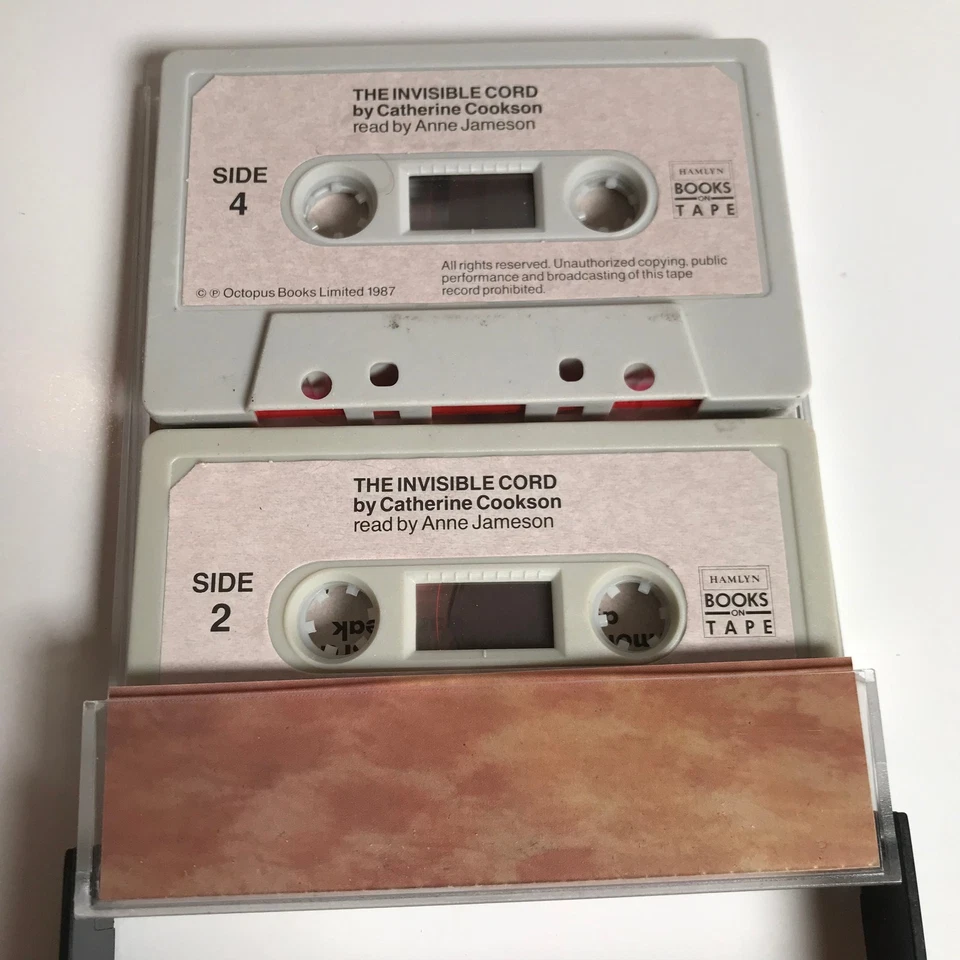 THE INVISIBLE CORD
by Catherine Cookson
read by Anne Jameson
SIDE
4
HAMLYN
BOOKS
ON
TAPE
All rights reserved. Unauthorized copying, public
performance and broadcasting of this tape
record prohibited.
© ℗ Octopus Books Limited 1987
THE INVISIBLE CORD
by Catherine Cookson
read by Anne Jameson
SIDE
2
HAMLYN
BOOKS
ON
TAPE